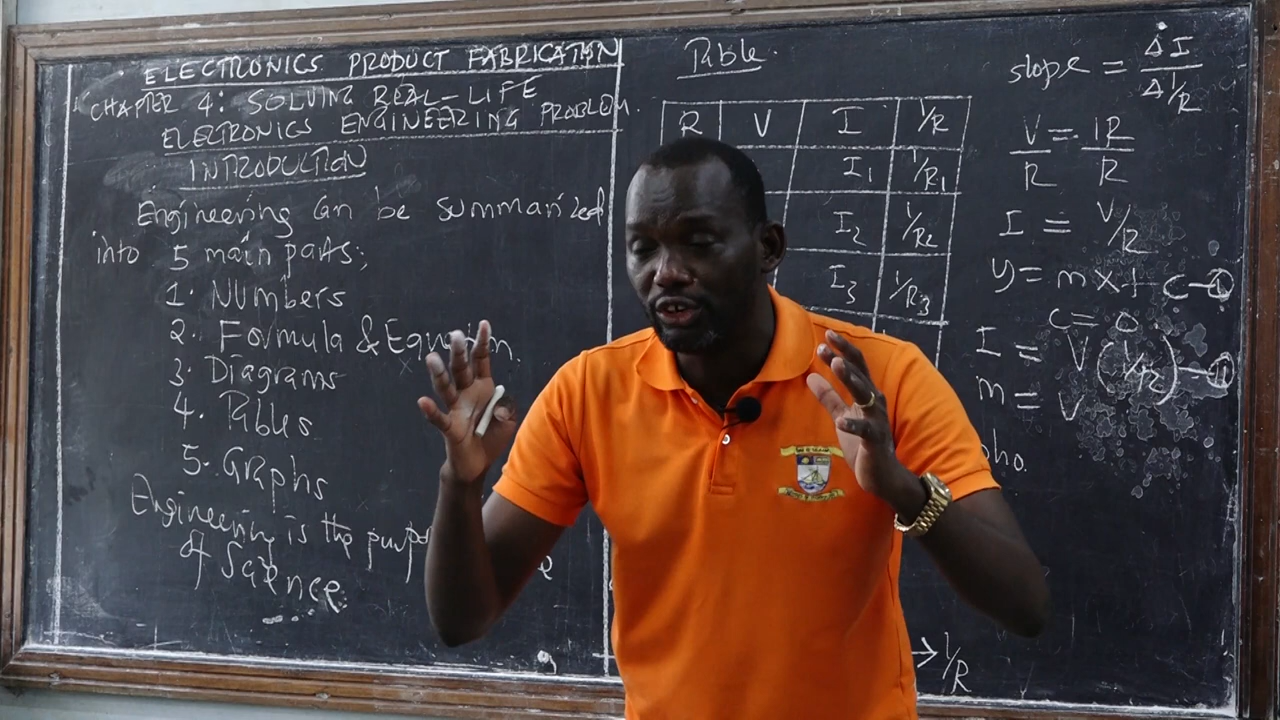 ELECTRONICS PRODUCT FABRICATION
CHAPTER 4: SOLVING REAL-LIFE
ELECTRONICS ENGINEERING PROBLEM.
INTRODUCTION
Engineering can be summarized
into 5 main parts;
1. Numbers
2. Formula & Equation.
3. Diagrams
4. Tables
5. Graphs
Engineering is the
of Science
Table.
R V I 1/R
I1 1/R1
I2 1/R2
I3 1/R3
slope = ΔI / Δ1/R
V/R = IR/R
I = V/R
y = mx + c
c = 0
I = V(1/R)
m = V
→ 1/R